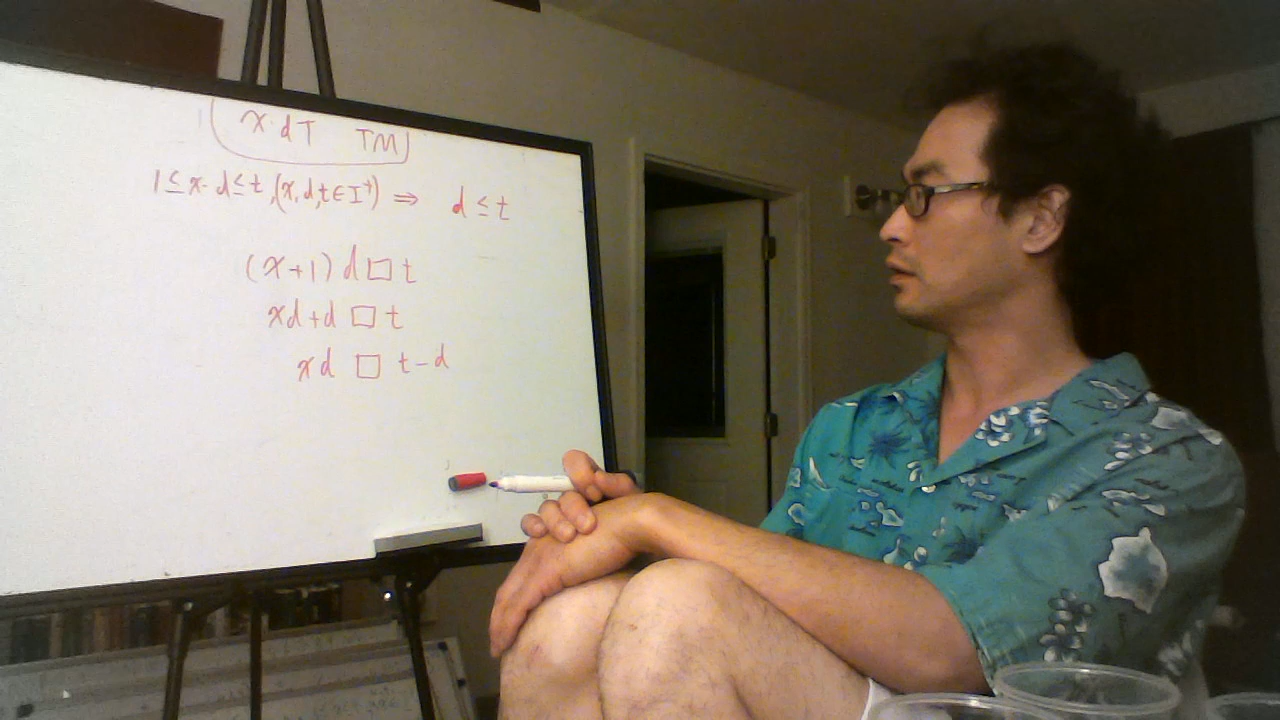 x·dT TM
1≤x·d≤t,(x,d,t∈I⁺) ⇒ d≤t
(x+1)d□t
xd+d□t
xd□t-d